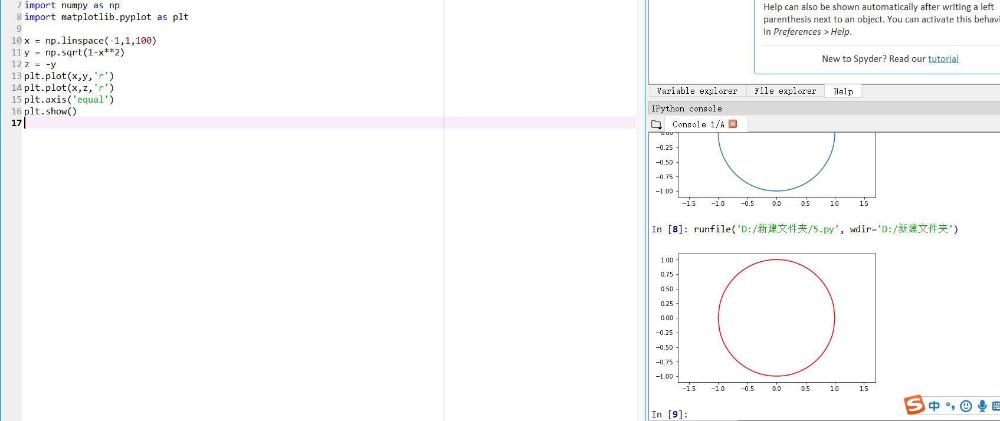 7 import numpy as np
8 import matplotlib.pyplot as plt
9
10 x = np.linspace(-1,1,100)
11 y = np.sqrt(1-x**2)
12 z = -y
13 plt.plot(x,y,'r')
14 plt.plot(x,z,'r')
15 plt.axis('equal')
16 plt.show()
17
Help can also be shown automatically after writing a left
parenthesis next to an object. You can activate this behavi
in Preferences > Help.
New to Spyder? Read our tutorial
Variable explorer File explorer Help
IPython console
Console 1/A
0.00
−0.25
−0.50
−0.75
−1.00
−1.5 −1.0 −0.5 0.0 0.5 1.0 1.5
In [8]: runfile('D:/新建文件夹/5.py', wdir='D:/新建文件夹')
1.00
0.75
0.50
0.25
0.00
−0.25
−0.50
−0.75
−1.00
−1.5 −1.0 −0.5 0.0 0.5 1.0 1.5
S 中 °,
In [9]: